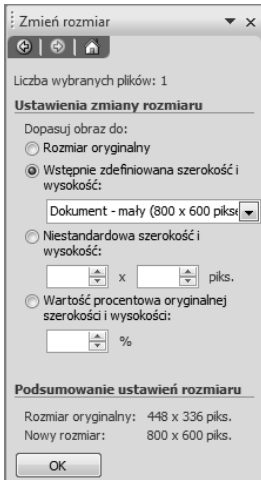 Zmień rozmiar
Liczba wybranych plików: 1
Ustawienia zmiany rozmiaru
Dopasuj obraz do:
Rozmiar oryginalny
Wstępnie zdefiniowana szerokość i
wysokość:
Dokument - mały (800 x 600 pikse
Niestandardowa szerokość i
wysokość:
x piks.
Wartość procentowa oryginalnej
szerokości i wysokości:
%
Podsumowanie ustawień rozmiaru
Rozmiar oryginalny: 448 x 336 piks.
Nowy rozmiar: 800 x 600 piks.
OK